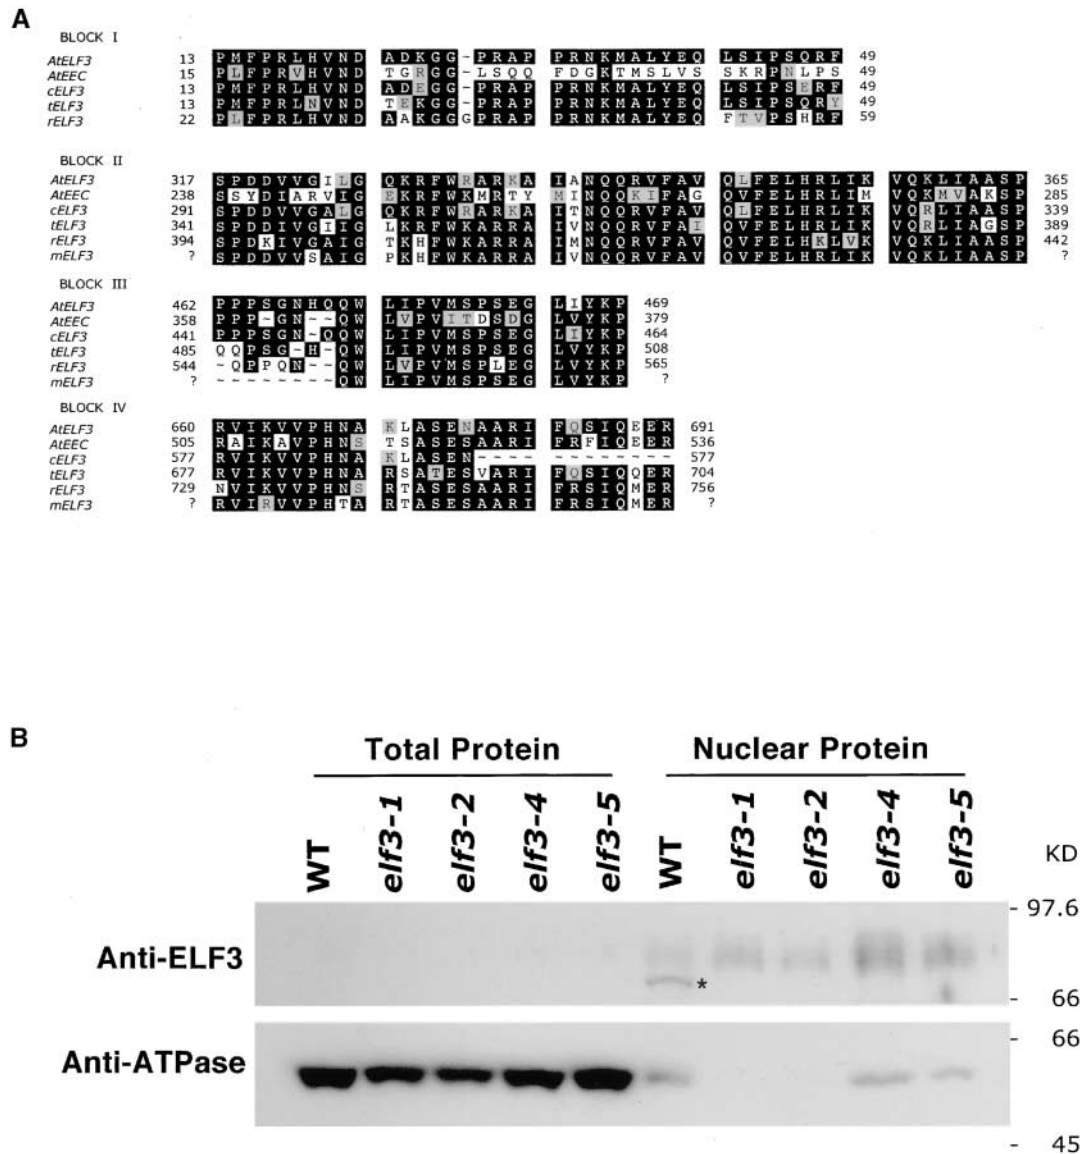 A
BLOCK I
AtELF3 13 PMFPRLHVND ADKGG~PRAP PRNKMALYEQ LSIPSQRF 49
AtEEC 15 PLFPRVHVND TGRGG~LSQQ FDGKTMSLVS SKRPNLPS 49
cELF3 13 PMFPRLHVND ADEGG~PRAP PRNKMALYEQ LSIPSERF 49
tELF3 13 PMFPRLNVND TEKGG~PRAP PRNKMALYEQ LSIPSQRY 49
rELF3 22 PLFPRLHVND AAKGGGPRAP PRNKMALYEQ FTVPSHRF 59
BLOCK II
AtELF3 317 SPDDVVGILG QKRFWRARKA IANQQRVFAV QLFELHRLIK VQKLIAASP 365
AtEEC 238 SSYDIARVIG EKRFWKMRTY MINQQKIFAG QVFELHRLIM VQKMVAKSP 285
cELF3 291 SPDDVVGALG QKRFWRARKA ITNQQRVFAV QLFELHRLIK VQRLIAASP 339
tELF3 341 SPDDIVGIIG LKRFWKARRA IVNQQRVFAI QVFELHRLIK VQRLIAGSP 389
rELF3 394 SPDKIVGAIG TKHFWKARRA IMNQQRVFAV QVFELHKLVK VQKLIAASP 442
mELF3 ? SPDDVVSAIG PKHFWKARRA IVNQQRVFAV QVFELHRLIK VQKLIAASP ?
BLOCK III
AtELF3 462 PPPSGNHQQW LIPVMSPSEG LIYKP 469
AtEEC 358 PPP~GN~~QW LVPVITDSDG LVYKP 379
cELF3 441 PPPSGN~QQW LIPVMSPSEG LIYKP 464
tELF3 485 QQPSG~H~QW LIPVMSPSEG LVYKP 508
rELF3 544 ~QPPQN~~QW LVPVMSPLEG LVYKP 565
mELF3 ? ~~~~~~~~QW LIPVMSPSEG LVYKP ?
BLOCK IV
AtELF3 660 RVIKVVPHNA KLASENAARI FQSIQEER 691
AtEEC 505 RAIKAVPHNS TSASESAARI FRFIQEER 536
cELF3 577 RVIKVVPHNA KLASEN~~~~ ~~~~~~~~ 577
tELF3 677 RVIKVVPHNA RSATESVARI FQSIQQER 704
rELF3 729 NVIKVVPHNS RTASESAARI FRSIQMER 756
mELF3 ? RVIRVVPHTA RTASESAARI FRSIQMER ?
B
Total Protein Nuclear Protein
WT elf3-1 elf3-2 elf3-4 elf3-5 WT elf3-1 elf3-2 elf3-4 elf3-5
KD
- 97.6
Anti-ELF3
*
- 66
- 66
Anti-ATPase
- 45